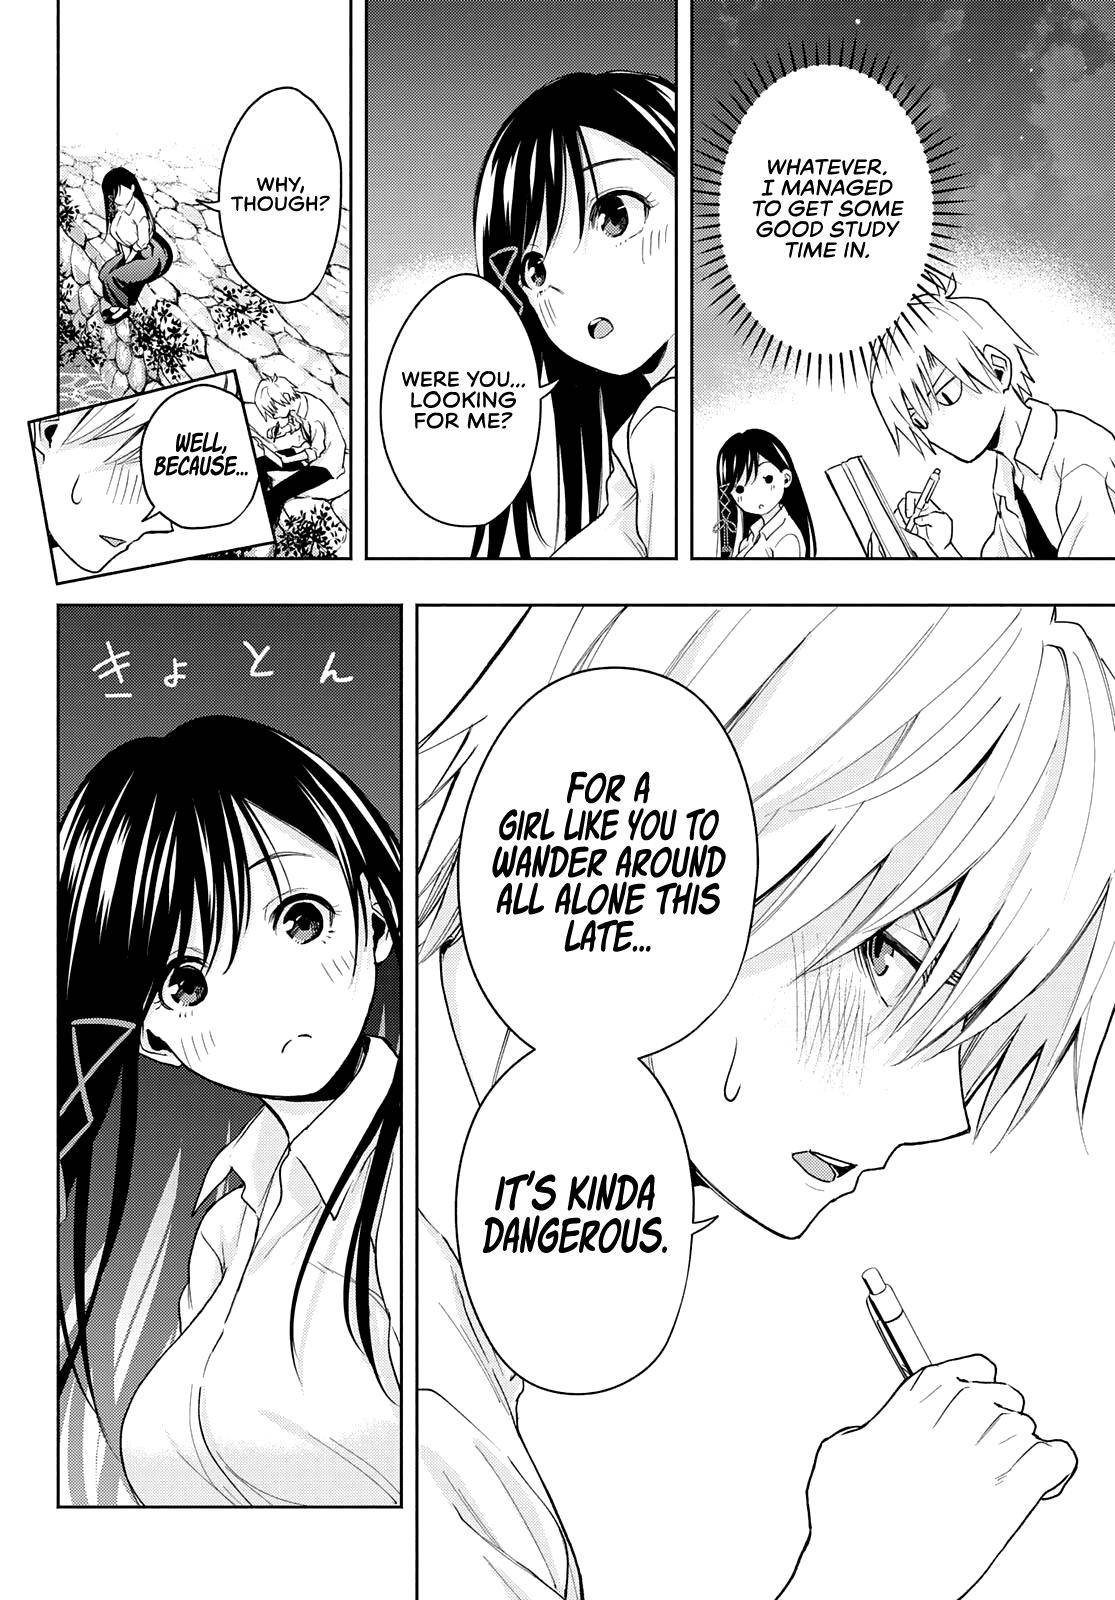 WHATEVER.
I MANAGED
TO GET SOME
GOOD STUDY
TIME IN.
WERE YOU...
LOOKING
FOR ME?
WHY,
THOUGH?
WELL,
BECAUSE...
FOR A
GIRL LIKE YOU TO
WANDER AROUND
ALL ALONE THIS
LATE...
IT'S KINDA
DANGEROUS.
きょとん